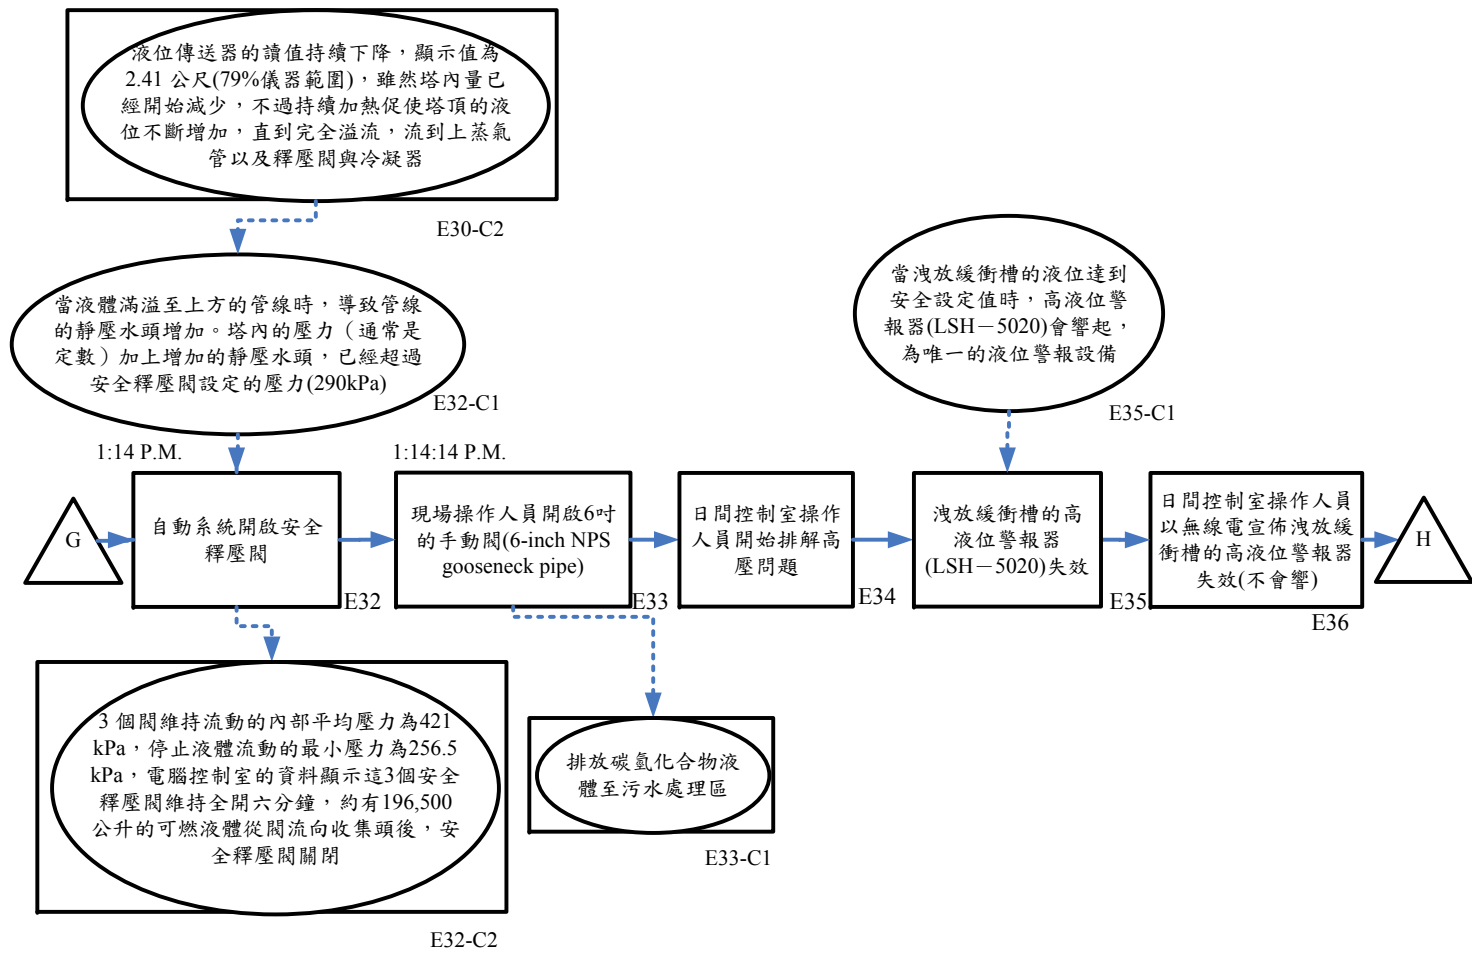 液位傳送器的讀值持續下降，顯示值為
2.41 公尺(79%儀器範圍)，雖然塔內量已
經開始減少，不過持續加熱促使塔頂的液
位不斷增加，直到完全溢流，流到上蒸氣
管以及釋壓閥與冷凝器
E30-C2
當液體滿溢至上方的管線時，導致管線
的靜壓水頭增加。塔內的壓力（通常是
定數）加上增加的靜壓水頭，已經超過
安全釋壓閥設定的壓力(290kPa)
E32-C1
當洩放緩衝槽的液位達到
安全設定值時，高液位警
報器(LSH－5020)會響起，
為唯一的液位警報設備
E35-C1
1:14 P.M.
1:14:14 P.M.
G
自動系統開啟安全
釋壓閥
E32
現場操作人員開啟6吋
的手動閥(6-inch NPS
gooseneck pipe)
E33
日間控制室操作
人員開始排解高
壓問題
E34
洩放緩衝槽的高
液位警報器
(LSH－5020)失效
E35
日間控制室操作人員
以無線電宣佈洩放緩
衝槽的高液位警報器
失效(不會響)
E36
H
3 個閥維持流動的內部平均壓力為421
kPa，停止液體流動的最小壓力為256.5
kPa，電腦控制室的資料顯示這3個安全
釋壓閥維持全開六分鐘，約有196,500
公升的可燃液體從閥流向收集頭後，安
全釋壓閥關閉
E32-C2
排放碳氫化合物液
體至污水處理區
E33-C1